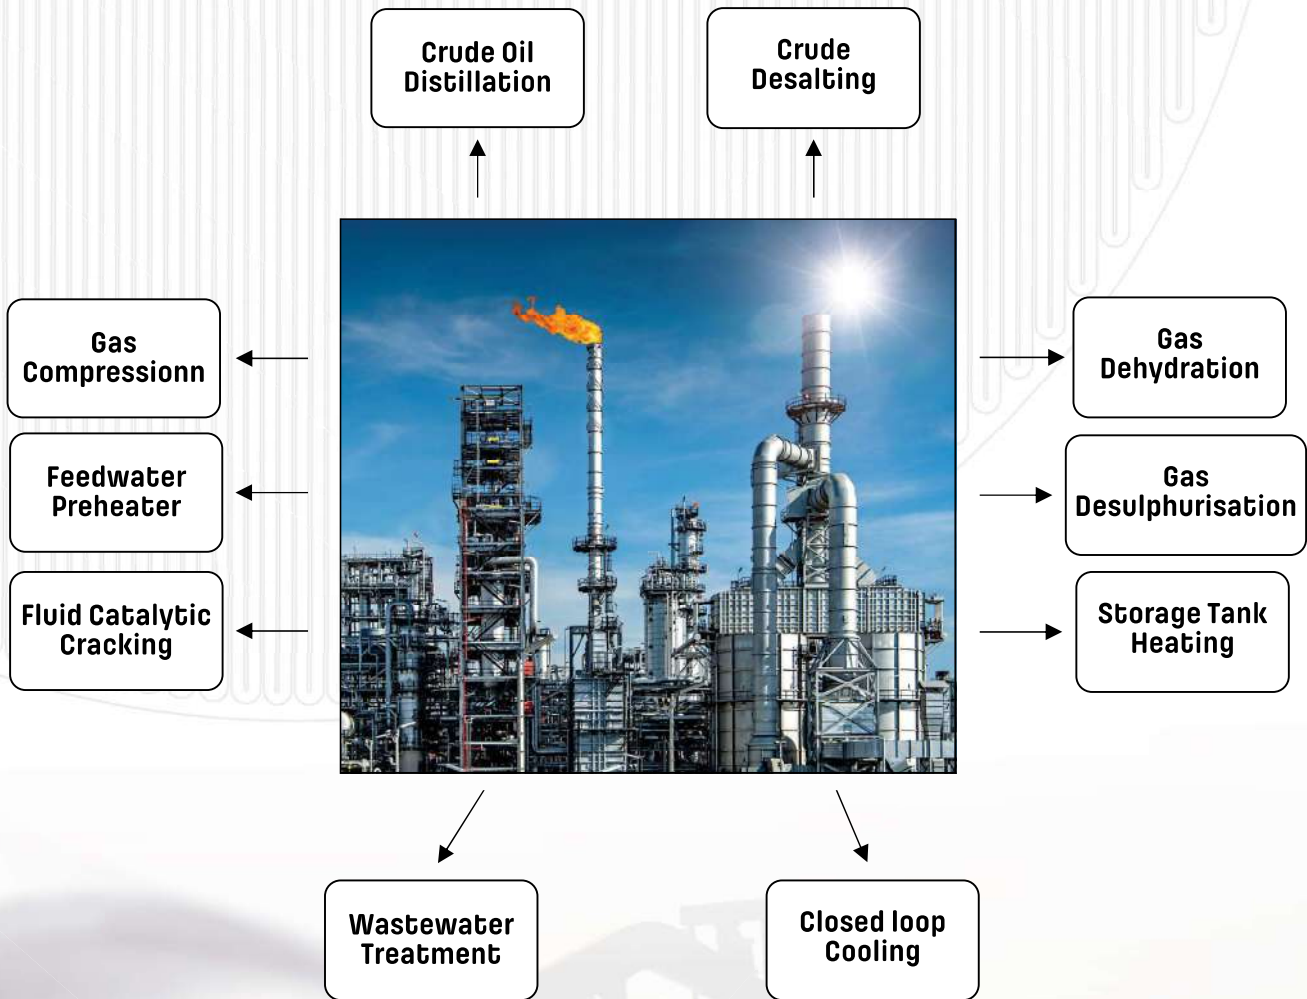 Crude Oil
Distillation
Crude
Desalting
Gas
Compressionn
Gas
Dehydration
Feedwater
Preheater
Gas
Desulphurisation
Fluid Catalytic
Cracking
Storage Tank
Heating
Wastewater
Treatment
Closed loop
Cooling